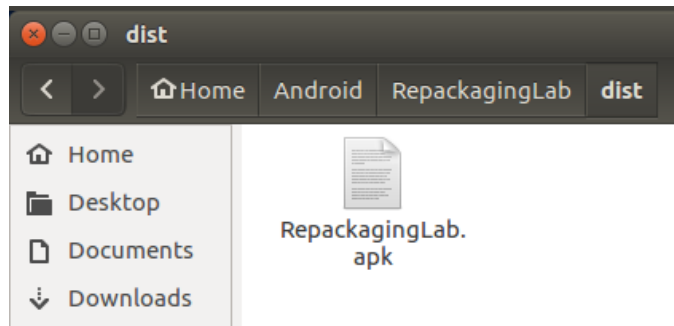 dist
Home Android RepackagingLab dist
Home
Desktop
Documents
Downloads
RepackagingLab.
apk